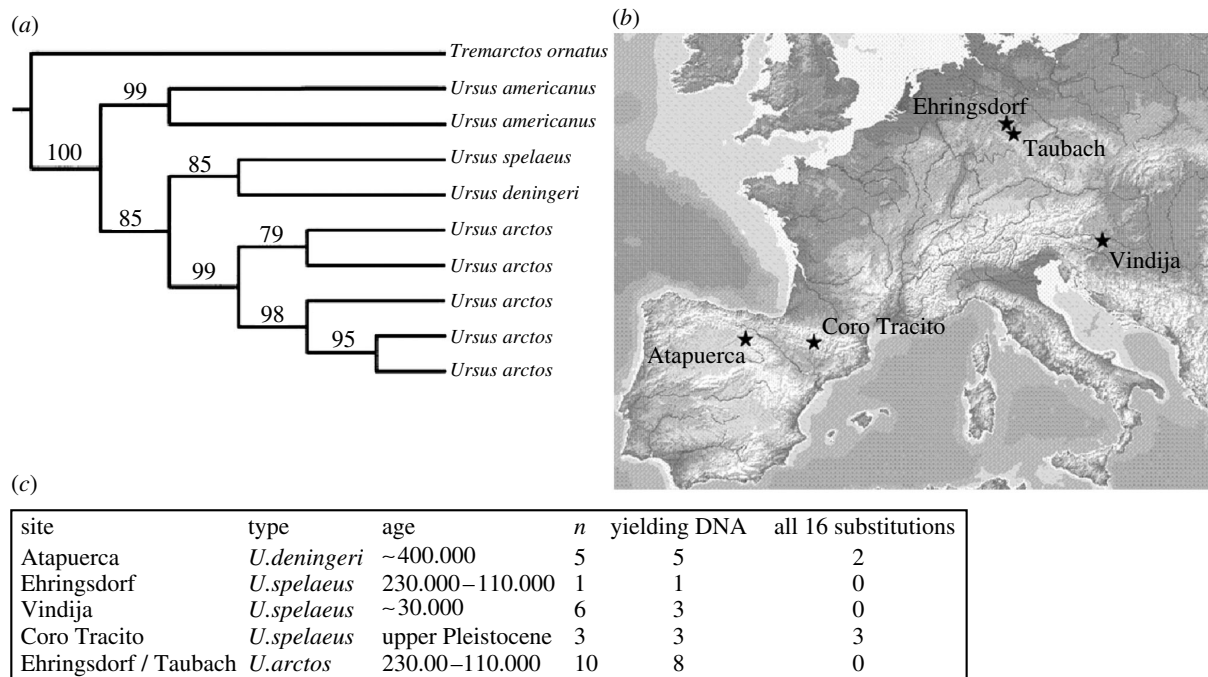 (a)
Tremarctos ornatus
99
Ursus americanus
Ursus americanus
100
85
Ursus spelaeus
Ursus deningeri
85
79
Ursus arctos
Ursus arctos
99
98
Ursus arctos
95
Ursus arctos
Ursus arctos
(b)
Ehringsdorf
Taubach
Vindija
Coro Tracito
Atapuerca
(c)
site type age n yielding DNA all 16 substitutions
Atapuerca U.deningeri ~400.000 5 5 2
Ehringsdorf U.spelaeus 230.000–110.000 1 1 0
Vindija U.spelaeus ~30.000 6 3 0
Coro Tracito U.spelaeus upper Pleistocene 3 3 3
Ehringsdorf / Taubach U.arctos 230.00–110.000 10 8 0